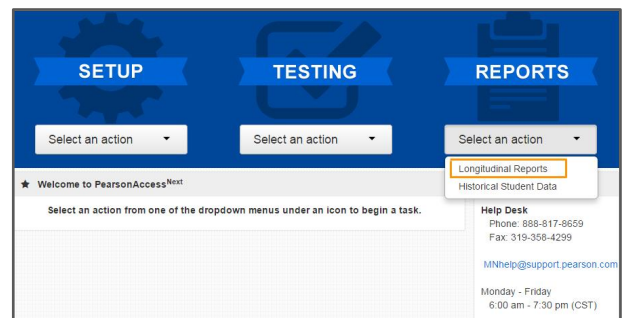 SETUP
TESTING
REPORTS
Select an action
Select an action
Select an action
Longitudinal Reports
Historical Student Data
Welcome to PearsonAccessNext
Select an action from one of the dropdown menus under an icon to begin a task.
Help Desk
Phone: 888-817-8659
Fax: 319-358-4299
MNhelp@support.pearson.com
Monday - Friday
6:00 am - 7:30 pm (CST)